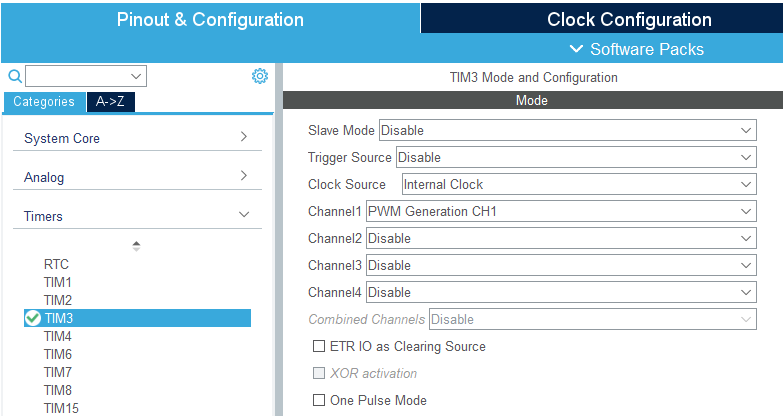 Pinout & Configuration
Clock Configuration
Software Packs
Categories
A->Z
System Core
Analog
Timers
RTC
TIM1
TIM2
TIM3
TIM4
TIM6
TIM7
TIM8
TIM15
TIM3 Mode and Configuration
Mode
Slave Mode Disable
Trigger Source Disable
Clock Source Internal Clock
Channel1 PWM Generation CH1
Channel2 Disable
Channel3 Disable
Channel4 Disable
Combined Channels Disable
ETR IO as Clearing Source
XOR activation
One Pulse Mode